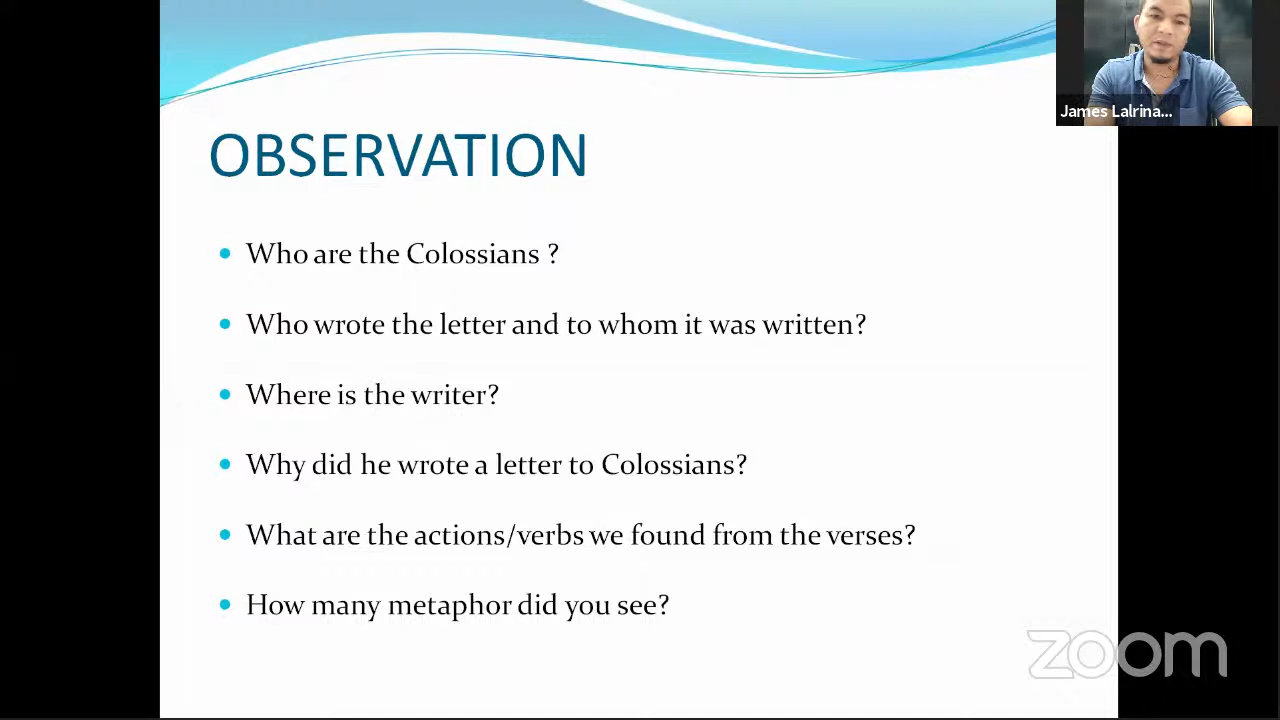 James Lalrina...
OBSERVATION
• Who are the Colossians ?
• Who wrote the letter and to whom it was written?
• Where is the writer?
• Why did he wrote a letter to Colossians?
• What are the actions/verbs we found from the verses?
• How many metaphor did you see?
zoom